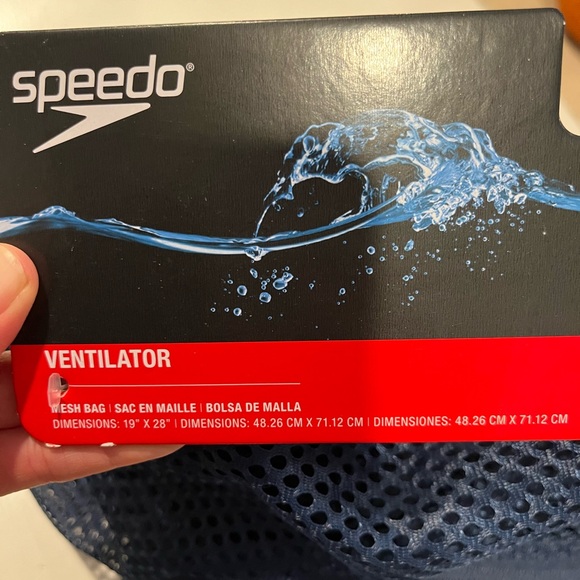 speedo®
VENTILATOR
MESH BAG | SAC EN MAILLE | BOLSA DE MALLA
DIMENSIONS: 19" X 28" | DIMENSIONS: 48.26 CM X 71.12 CM | DIMENSIONES: 48.26 CM X 71.12 CM